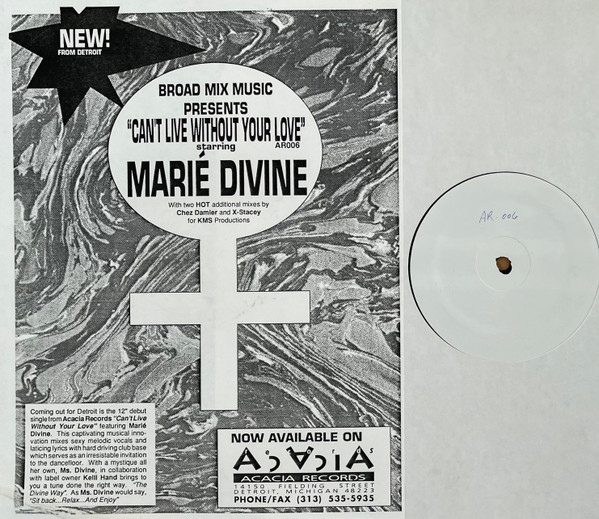 NEW!
FROM DETROIT
BROAD MIX MUSIC
PRESENTS
"CAN'T LIVE WITHOUT YOUR LOVE"
starring AR006
MARIÉ DIVINE
With two HOT additional mixes by
Chez Damier and X-Stacey
for KMS Productions
Coming out for Detroit is the 12" debut
single from Acacia Records "Can't Live
Without Your Love" featuring Marié
Divine. This captivating musical inno-
vation mixes sexy melodic vocals and
laticing lyrics with hard driving club base
which serves as an irresistable invitation
to the dancefloor. With a mystique all
her own, Ms. Divine, in collaboration
with label owner Kelli Hand brings to
you a tune done the right way. "The
Divine Way". As Ms. Divine would say,
"Sit back...Relax...And Enjoy"
NOW AVAILABLE ON
ACACIA
ACACIA RECORDS
14150 FIELDING STREET
DETROIT, MICHIGAN 48223
PHONE/FAX (313) 535-5935
AR-006